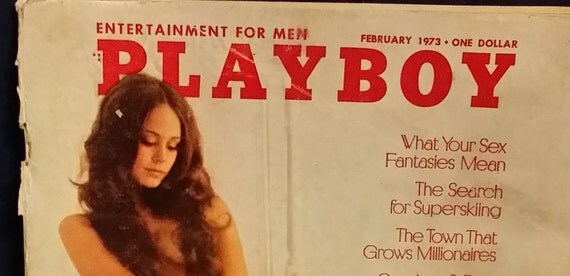 ENTERTAINMENT FOR MEN
FEBRUARY 1973 • ONE DOLLAR
PLAYBOY
What Your Sex
Fantasies Mean
The Search
for Superskiing
The Town That
Grows Millionaires